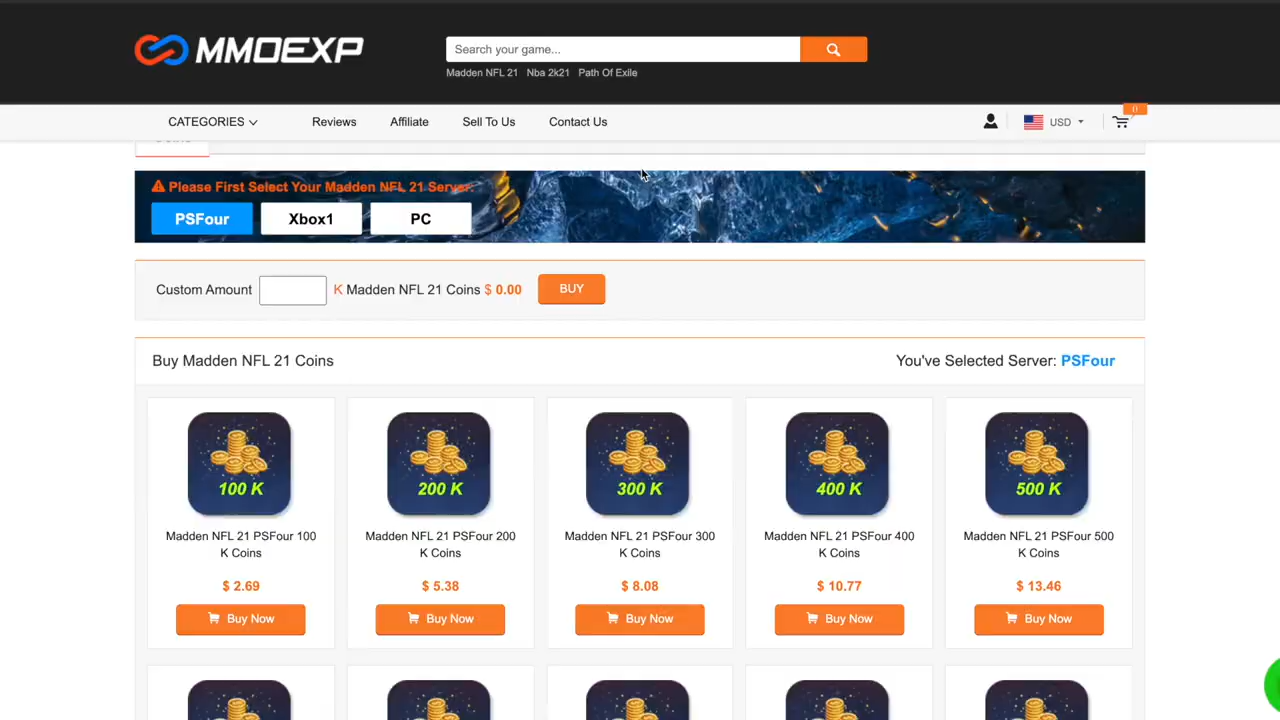 MMOEXP
Search your game...
Madden NFL 21 Nba 2k21 Path Of Exile
0
CATEGORIES Reviews Affiliate Sell To Us Contact Us USD
Please First Select Your Madden NFL 21 Server:
PSFour Xbox1 PC
Custom Amount K Madden NFL 21 Coins $ 0.00 BUY
Buy Madden NFL 21 Coins You've Selected Server: PSFour
100 K 200 K 300 K 400 K 500 K
Madden NFL 21 PSFour 100 Madden NFL 21 PSFour 200 Madden NFL 21 PSFour 300 Madden NFL 21 PSFour 400 Madden NFL 21 PSFour 500
K Coins K Coins K Coins K Coins K Coins
$ 2.69 $ 5.38 $ 8.08 $ 10.77 $ 13.46
Buy Now Buy Now Buy Now Buy Now Buy Now